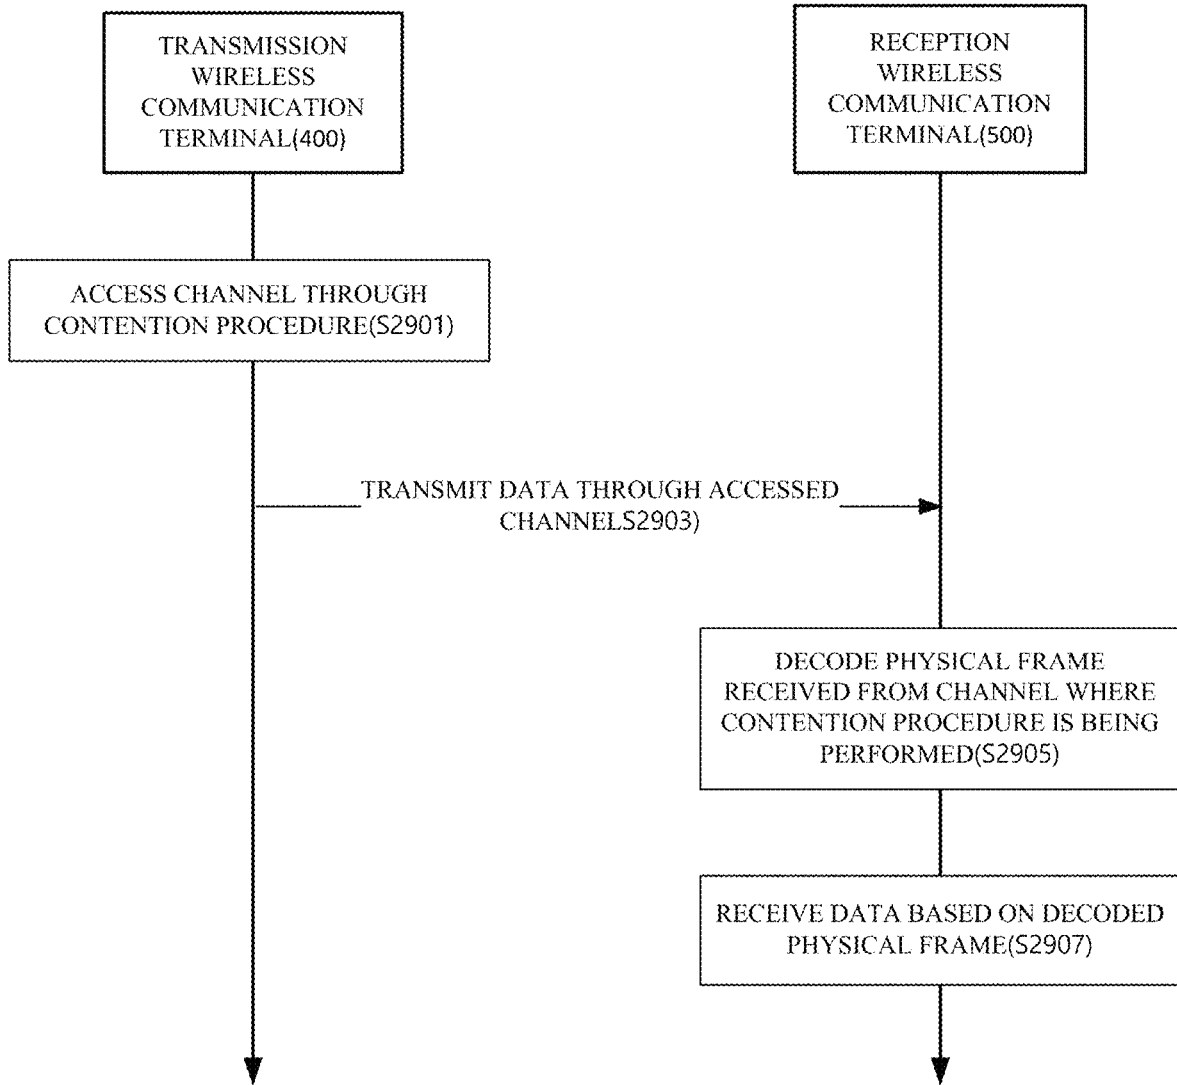 TRANSMISSION
WIRELESS
COMMUNICATION
TERMINAL(400)
RECEPTION
WIRELESS
COMMUNICATION
TERMINAL(500)
ACCESS CHANNEL THROUGH
CONTENTION PROCEDURE(S2901)
TRANSMIT DATA THROUGH ACCESSED
CHANNELS2903)
DECODE PHYSICAL FRAME
RECEIVED FROM CHANNEL WHERE
CONTENTION PROCEDURE IS BEING
PERFORMED(S2905)
RECEIVE DATA BASED ON DECODED
PHYSICAL FRAME(S2907)